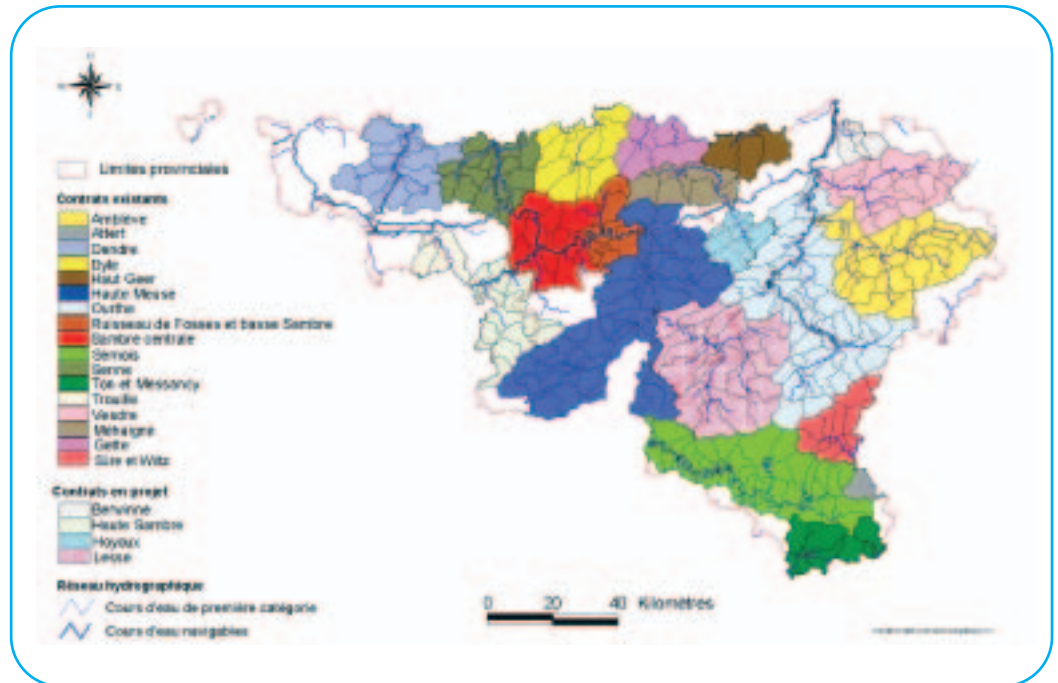 Limites provinciales
Contrats existants
Amblève
Attert
Dendre
Dyle
Haut Geer
Haute Meuse
Ourthe
Ruisseau de Fosses et basse Sambre
Sambre centrale
Semois
Senne
Ton et Messancy
Trouille
Vesdre
Méhaigne
Gette
Sûre et Wiltz
Contrats en projet
Berwinne
Haute Sambre
Hoyoux
Lesse
Réseau hydrographique
Cours d'eau de première catégorie
Cours d'eau navigables
0 20 40 Kilomètres